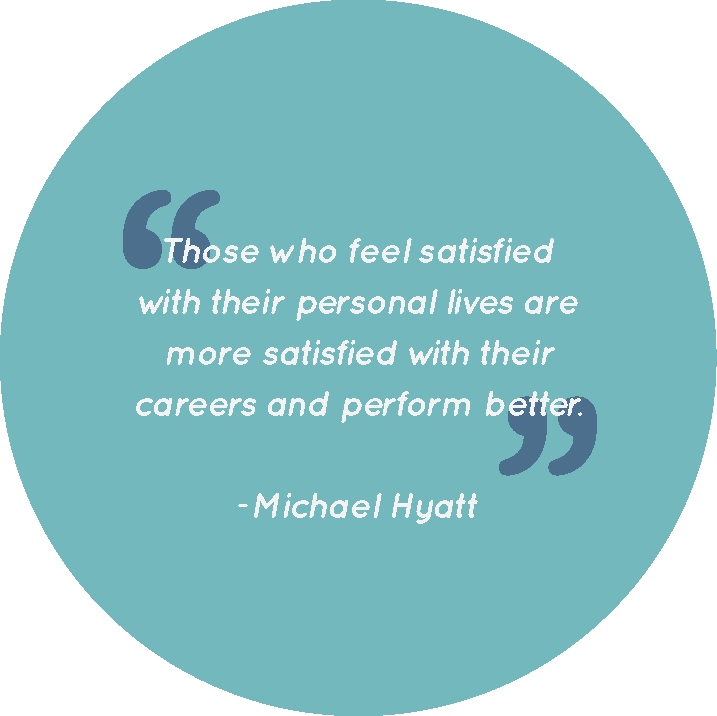 “Those who feel satisfied
with their personal lives are
more satisfied with their
careers and perform better.”
-Michael Hyatt